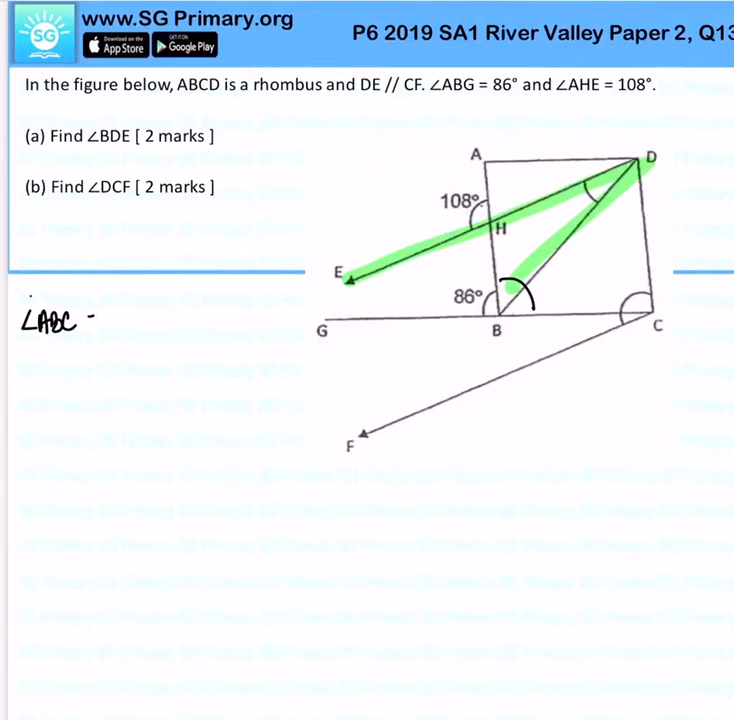 SG
www.SG Primary.org
Download on the App Store
GET IT ON Google Play
P6 2019 SA1 River Valley Paper 2, Q13
In the figure below, ABCD is a rhombus and DE // CF. ∠ABG = 86° and ∠AHE = 108°.
(a) Find ∠BDE [ 2 marks ]
(b) Find ∠DCF [ 2 marks ]
A
D
108°
H
E
86°
G
B
C
F
∠ABC -